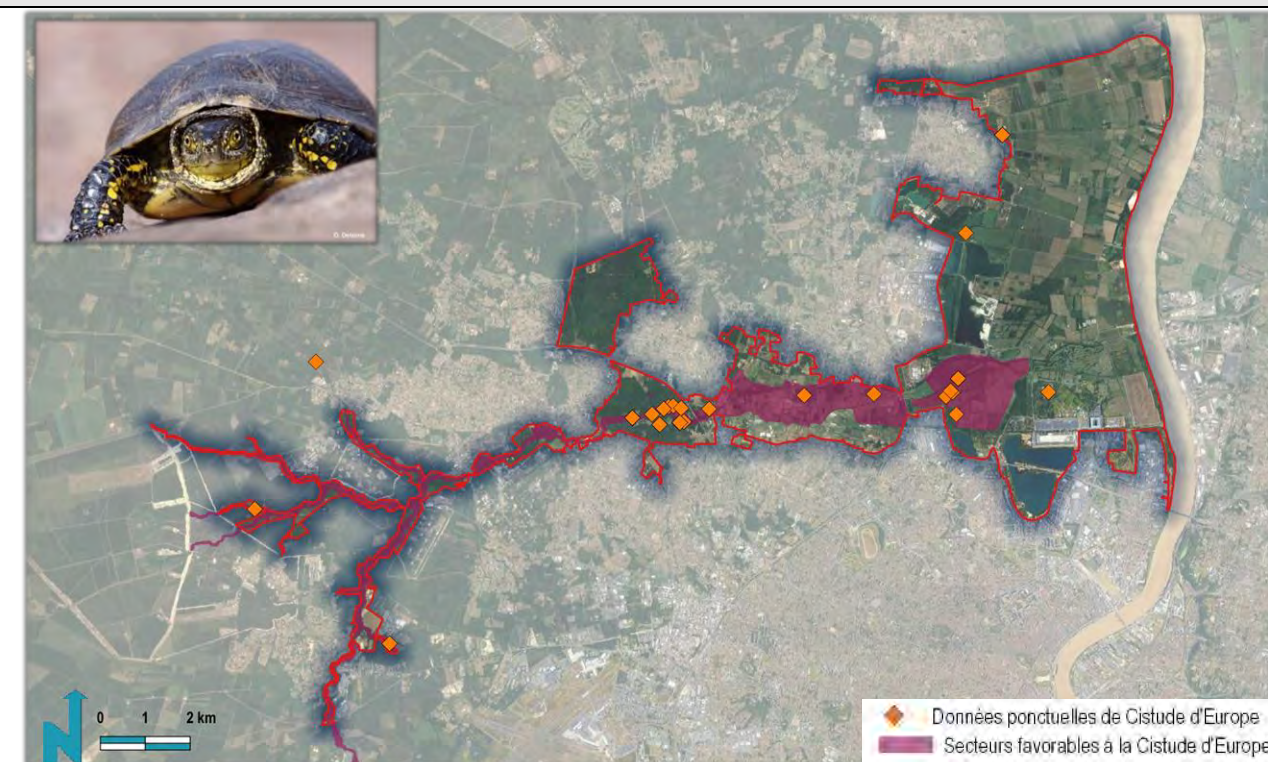 0 1 2 km
N
Données ponctuelles de Cistude d'Europe
Secteurs favorables à la Cistude d'Europe